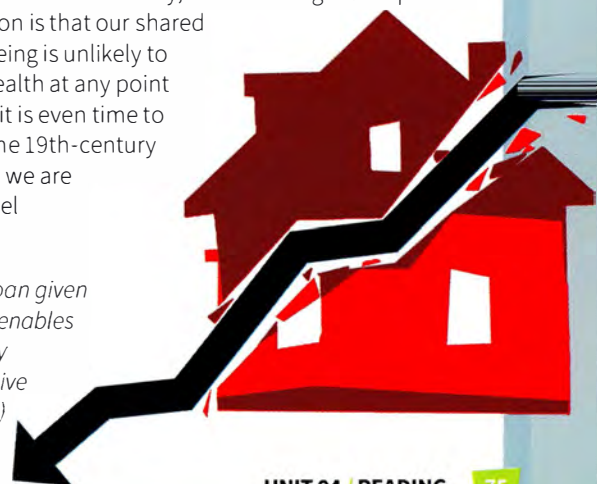 on is that our shared
eing is unlikely to
ealth at any point
it is even time to
ne 19th-century
we are
el
oan given
enables
y
ive
)
UNIT 04 / READING 75